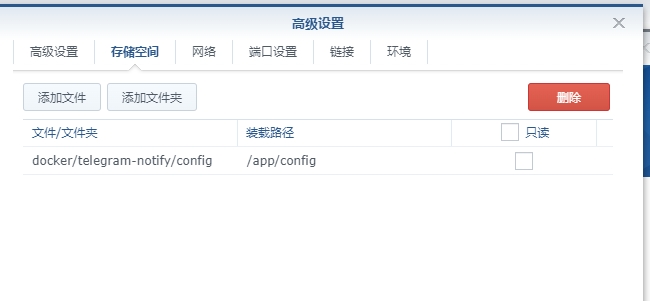 高级设置
高级设置 存储空间 网络 端口设置 链接 环境
添加文件 添加文件夹 删除
文件/文件夹 装载路径 只读
docker/telegram-notify/config /app/config